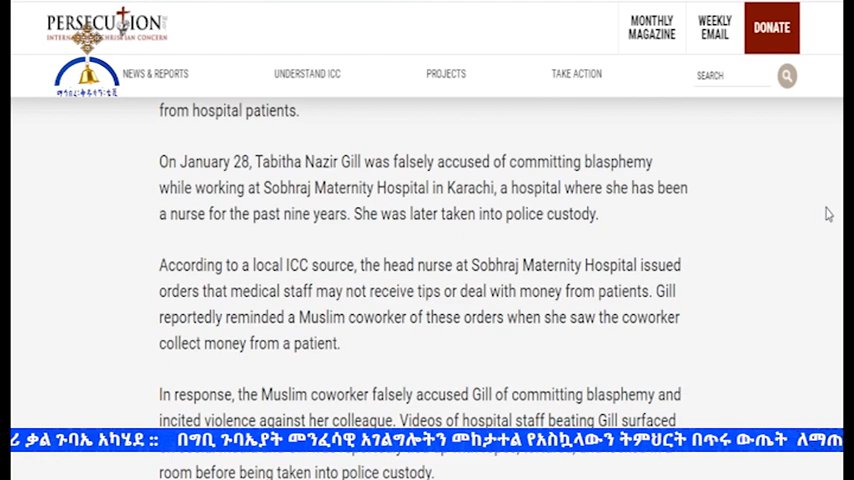 PERSECUTION
INTERNATIONAL CHRISTIAN CONCERN
MONTHLY
MAGAZINE
WEEKLY
EMAIL
DONATE
NEWS & REPORTS
UNDERSTAND ICC
PROJECTS
TAKE ACTION
SEARCH
from hospital patients.
On January 28, Tabitha Nazir Gill was falsely accused of committing blasphemy
while working at Sobhraj Maternity Hospital in Karachi, a hospital where she has been
a nurse for the past nine years. She was later taken into police custody.
According to a local ICC source, the head nurse at Sobhraj Maternity Hospital issued
orders that medical staff may not receive tips or deal with money from patients. Gill
reportedly reminded a Muslim coworker of these orders when she saw the coworker
collect money from a patient.
In response, the Muslim coworker falsely accused Gill of committing blasphemy and
incited violence against her colleague. Videos of hospital staff beating Gill surfaced
ሪ ቃል ጉባኤ አካሄደ ፡፡ በግቢ ጉባኤያት መንፈሳዊ አገልግሎትን መከታተል የአስኳላውን ትምህርት በጥሩ ውጤት ለማጠ
room before being taken into police custody.